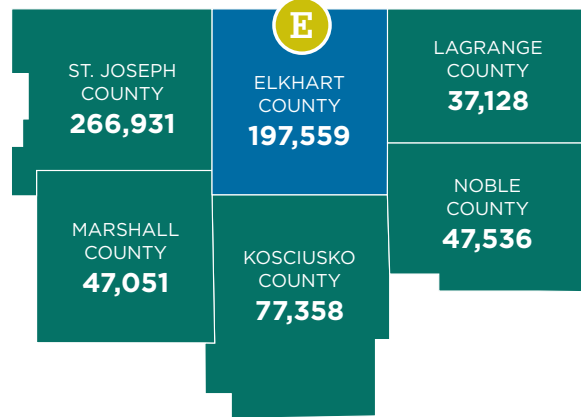 E
ST. JOSEPH
COUNTY
266,931
ELKHART
COUNTY
197,559
LAGRANGE
COUNTY
37,128
MARSHALL
COUNTY
47,051
KOSCIUSKO
COUNTY
77,358
NOBLE
COUNTY
47,536